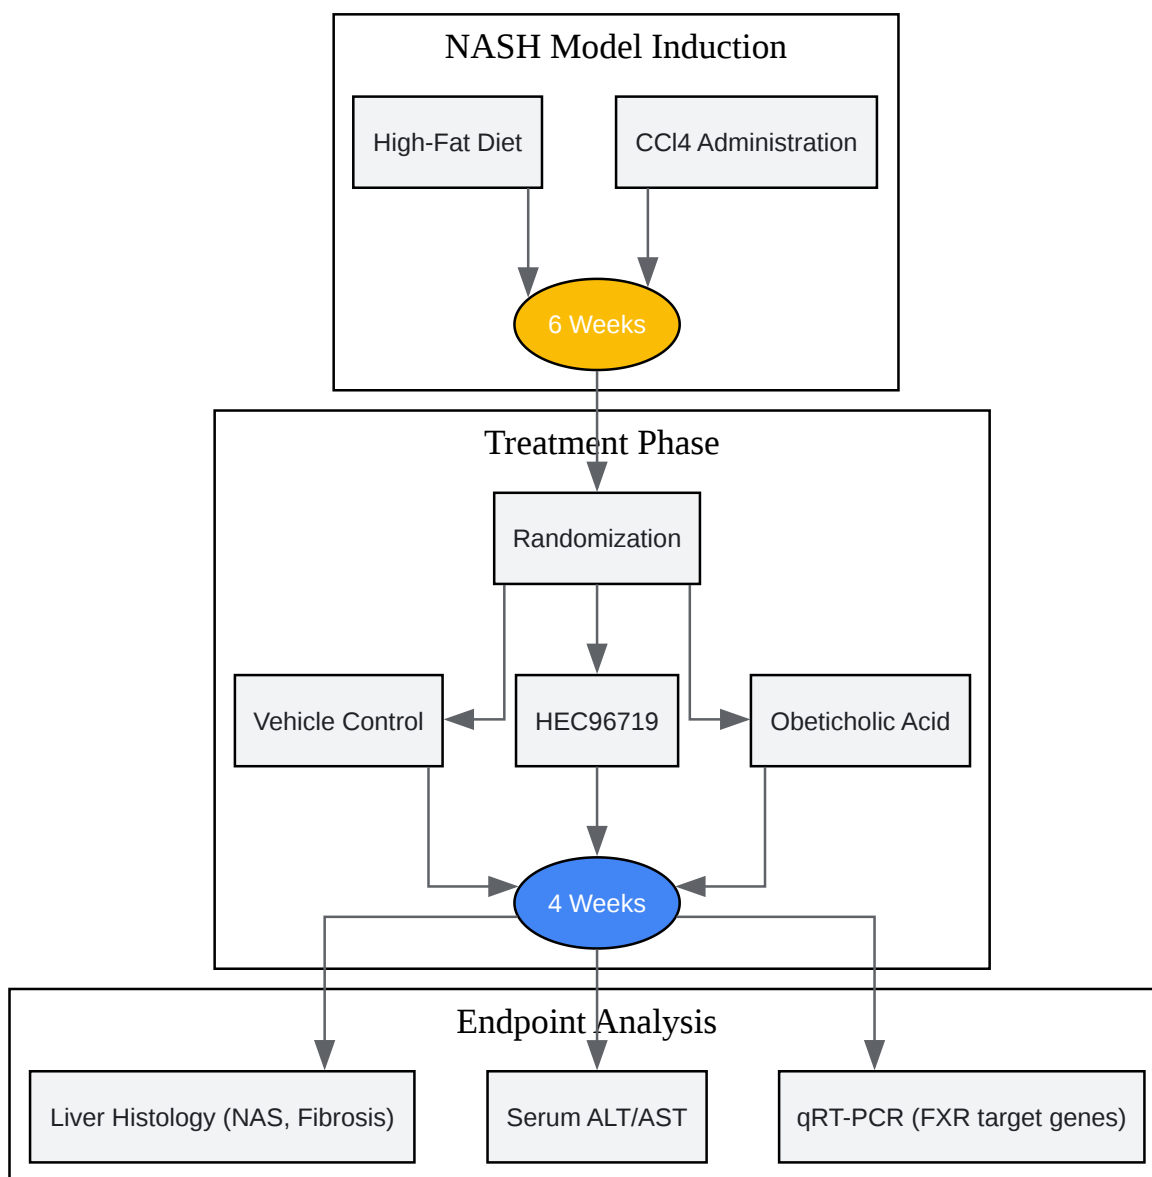 NASH Model Induction
High-Fat Diet
CCl4 Administration
6 Weeks
Treatment Phase
Randomization
Vehicle Control
HEC96719
Obeticholic Acid
4 Weeks
Endpoint Analysis
Liver Histology (NAS, Fibrosis)
Serum ALT/AST
qRT-PCR (FXR target genes)